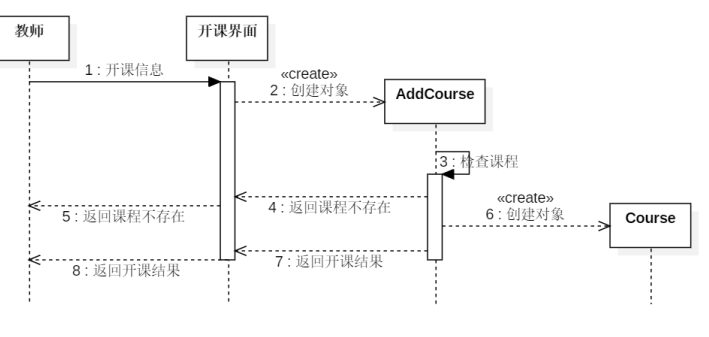 教师
开课界面
1 : 开课信息
«create»
2 : 创建对象
AddCourse
3 : 检查课程
4 : 返回课程不存在
5 : 返回课程不存在
«create»
6 : 创建对象
Course
7 : 返回开课结果
8 : 返回开课结果